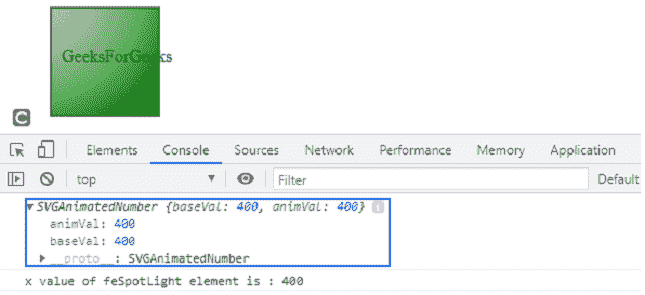 GeeksForGeeks
Elements Console Sources Network Performance Memory Application
top Filter Default
SVGAnimatedNumber {baseVal: 400, animVal: 400} i
animVal: 400
baseVal: 400
__proto__: SVGAnimatedNumber
x value of feSpotLight element is : 400